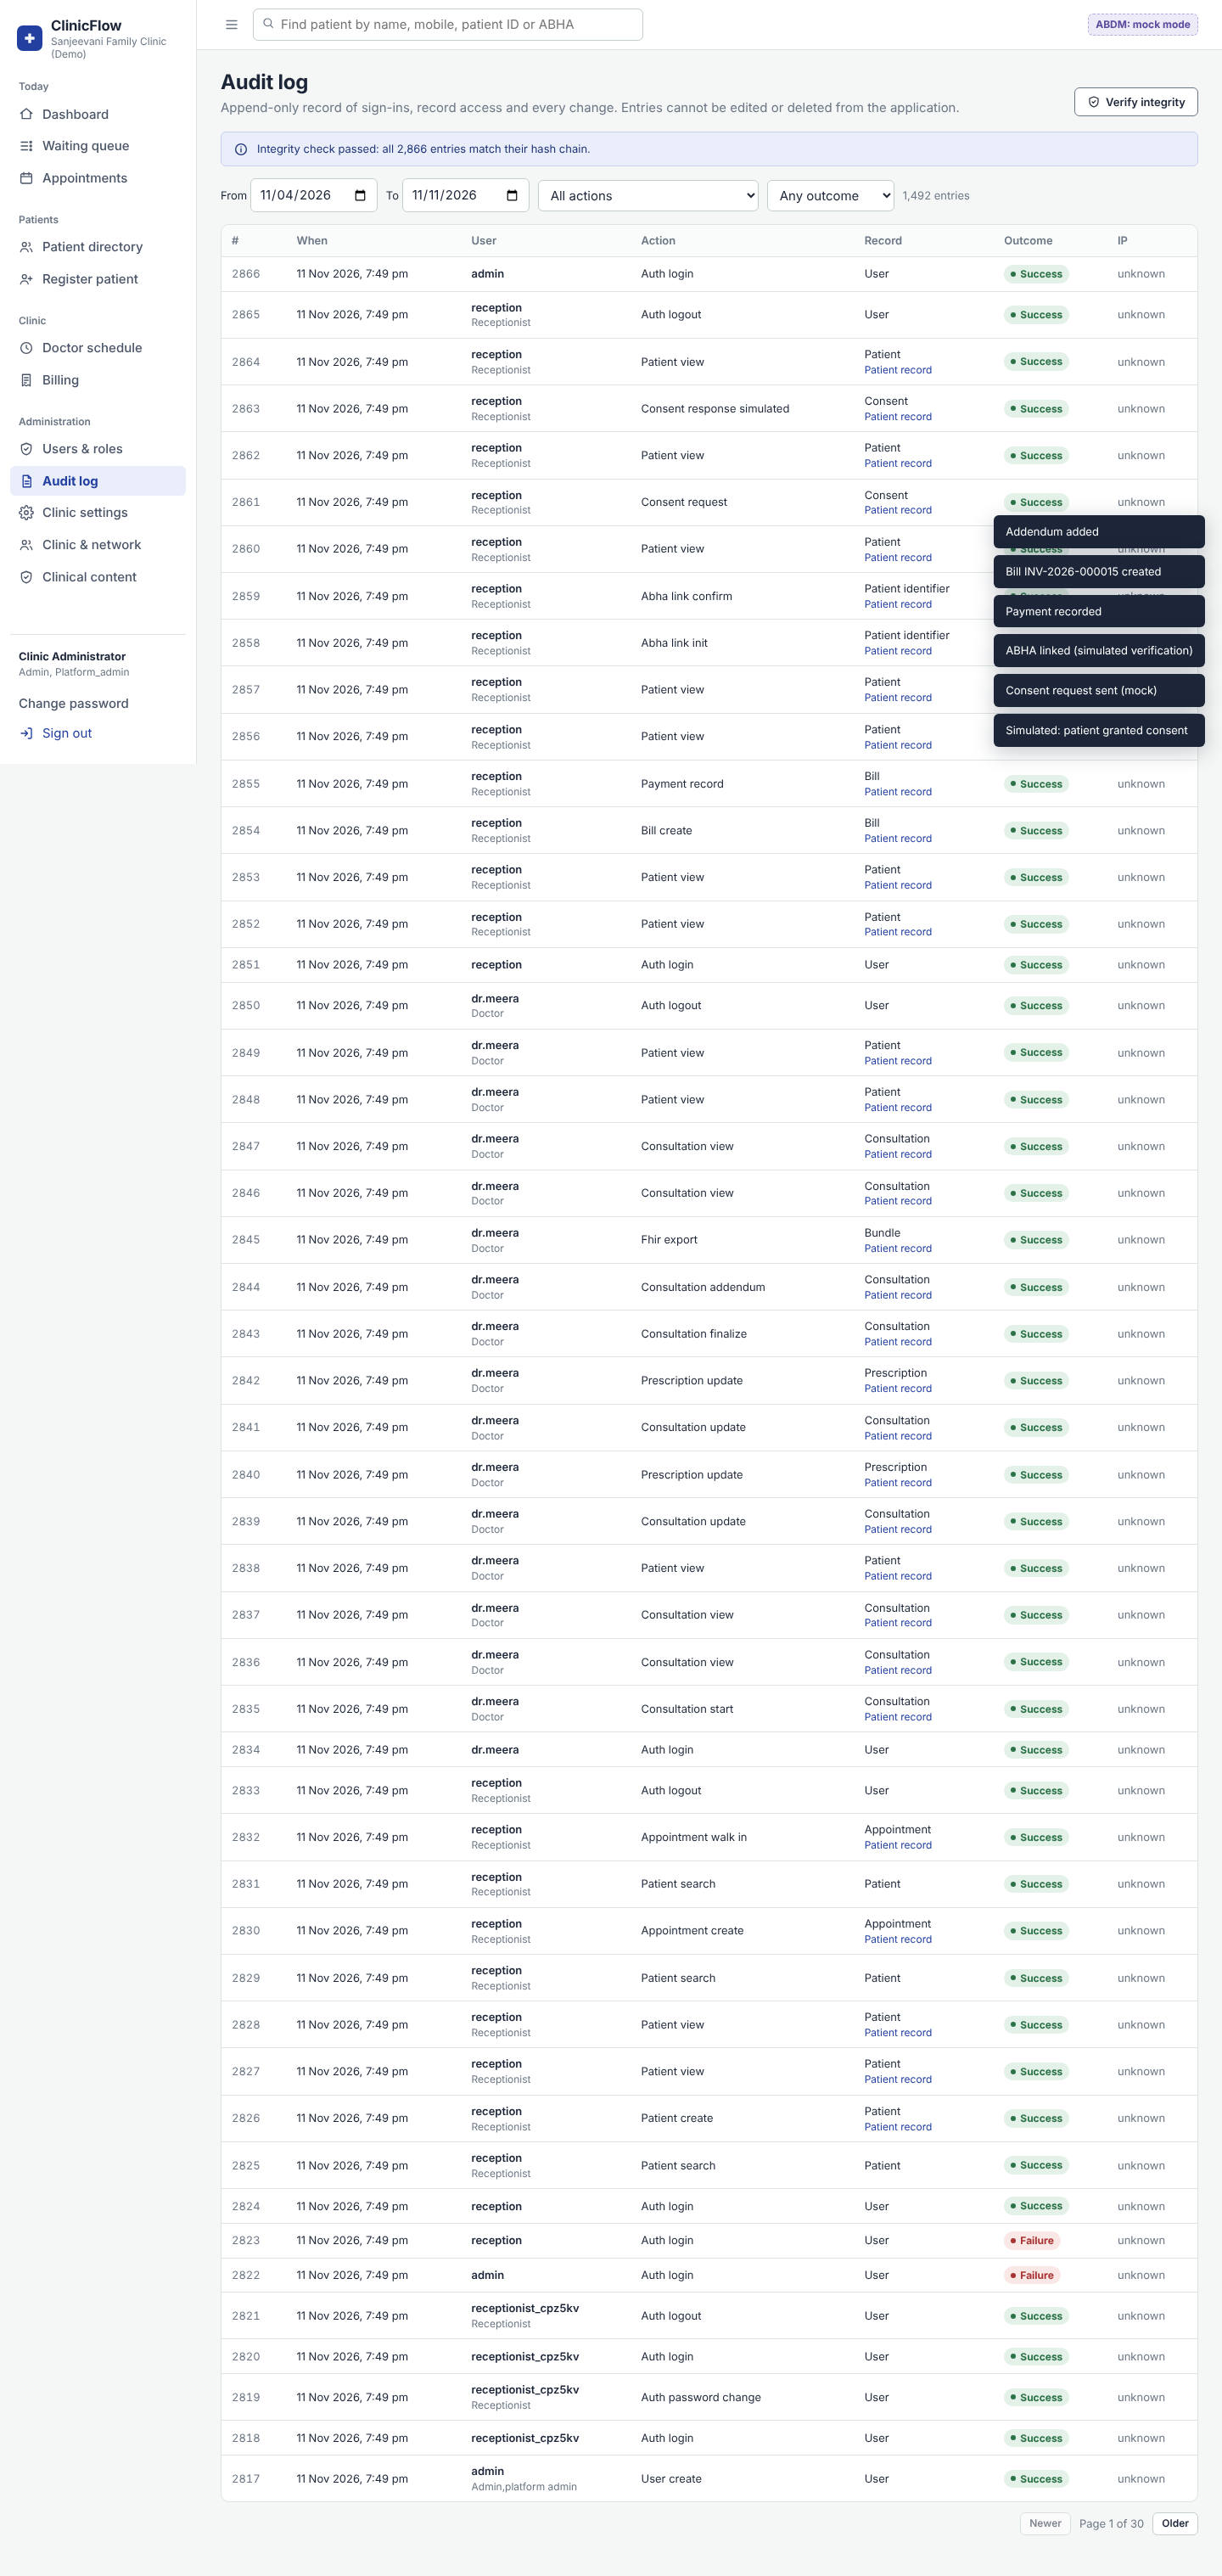 ClinicFlow
Sanjeevani Family Clinic
(Demo)
Today
Dashboard
Waiting queue
Appointments
Patients
Patient directory
Register patient
Clinic
Doctor schedule
Billing
Administration
Users & roles
Audit log
Clinic settings
Clinic & network
Clinical content
Clinic Administrator
Admin, Platform_admin
Change password
Sign out
Find patient by name, mobile, patient ID or ABHA
ABDM: mock mode
Audit log
Append-only record of sign-ins, record access and every change. Entries cannot be edited or deleted from the application.
Verify integrity
Integrity check passed: all 2,866 entries match their hash chain.
From 11/04/2026 To 11/11/2026 All actions Any outcome 1,492 entries
# When User Action Record Outcome IP
2866 11 Nov 2026, 7:49 pm admin Auth login User Success unknown
2865 11 Nov 2026, 7:49 pm reception Auth logout User Success unknown
Receptionist
2864 11 Nov 2026, 7:49 pm reception Patient view Patient Success unknown
Receptionist Patient record
2863 11 Nov 2026, 7:49 pm reception Consent response simulated Consent Success unknown
Receptionist Patient record
2862 11 Nov 2026, 7:49 pm reception Patient view Patient Success unknown
Receptionist Patient record
2861 11 Nov 2026, 7:49 pm reception Consent request Consent Success unknown
Receptionist Patient record
2860 11 Nov 2026, 7:49 pm reception Patient view Patient Success unknown
Receptionist Patient record
2859 11 Nov 2026, 7:49 pm reception Abha link confirm Patient identifier
Receptionist Patient record
2858 11 Nov 2026, 7:49 pm reception Abha link init Patient identifier
Receptionist Patient record
2857 11 Nov 2026, 7:49 pm reception Patient view Patient
Receptionist Patient record
2856 11 Nov 2026, 7:49 pm reception Patient view Patient
Receptionist Patient record
Addendum added
Bill INV-2026-000015 created
Payment recorded
ABHA linked (simulated verification)
Consent request sent (mock)
Simulated: patient granted consent
2855 11 Nov 2026, 7:49 pm reception Payment record Bill Success unknown
Receptionist Patient record
2854 11 Nov 2026, 7:49 pm reception Bill create Bill Success unknown
Receptionist Patient record
2853 11 Nov 2026, 7:49 pm reception Patient view Patient Success unknown
Receptionist Patient record
2852 11 Nov 2026, 7:49 pm reception Patient view Patient Success unknown
Receptionist Patient record
2851 11 Nov 2026, 7:49 pm reception Auth login User Success unknown
2850 11 Nov 2026, 7:49 pm dr.meera Auth logout User Success unknown
Doctor
2849 11 Nov 2026, 7:49 pm dr.meera Patient view Patient Success unknown
Doctor Patient record
2848 11 Nov 2026, 7:49 pm dr.meera Patient view Patient Success unknown
Doctor Patient record
2847 11 Nov 2026, 7:49 pm dr.meera Consultation view Consultation Success unknown
Doctor Patient record
2846 11 Nov 2026, 7:49 pm dr.meera Consultation view Consultation Success unknown
Doctor Patient record
2845 11 Nov 2026, 7:49 pm dr.meera Fhir export Bundle Success unknown
Doctor Patient record
2844 11 Nov 2026, 7:49 pm dr.meera Consultation addendum Consultation Success unknown
Doctor Patient record
2843 11 Nov 2026, 7:49 pm dr.meera Consultation finalize Consultation Success unknown
Doctor Patient record
2842 11 Nov 2026, 7:49 pm dr.meera Prescription update Prescription Success unknown
Doctor Patient record
2841 11 Nov 2026, 7:49 pm dr.meera Consultation update Consultation Success unknown
Doctor Patient record
2840 11 Nov 2026, 7:49 pm dr.meera Prescription update Prescription Success unknown
Doctor Patient record
2839 11 Nov 2026, 7:49 pm dr.meera Consultation update Consultation Success unknown
Doctor Patient record
2838 11 Nov 2026, 7:49 pm dr.meera Patient view Patient Success unknown
Doctor Patient record
2837 11 Nov 2026, 7:49 pm dr.meera Consultation view Consultation Success unknown
Doctor Patient record
2836 11 Nov 2026, 7:49 pm dr.meera Consultation view Consultation Success unknown
Doctor Patient record
2835 11 Nov 2026, 7:49 pm dr.meera Consultation start Consultation Success unknown
Doctor Patient record
2834 11 Nov 2026, 7:49 pm dr.meera Auth login User Success unknown
2833 11 Nov 2026, 7:49 pm reception Auth logout User Success unknown
Receptionist
2832 11 Nov 2026, 7:49 pm reception Appointment walk in Appointment Success unknown
Receptionist Patient record
2831 11 Nov 2026, 7:49 pm reception Patient search Patient Success unknown
Receptionist
2830 11 Nov 2026, 7:49 pm reception Appointment create Appointment Success unknown
Receptionist Patient record
2829 11 Nov 2026, 7:49 pm reception Patient search Patient Success unknown
Receptionist
2828 11 Nov 2026, 7:49 pm reception Patient view Patient Success unknown
Receptionist Patient record
2827 11 Nov 2026, 7:49 pm reception Patient view Patient Success unknown
Receptionist Patient record
2826 11 Nov 2026, 7:49 pm reception Patient create Patient Success unknown
Receptionist Patient record
2825 11 Nov 2026, 7:49 pm reception Patient search Patient Success unknown
Receptionist
2824 11 Nov 2026, 7:49 pm reception Auth login User Success unknown
2823 11 Nov 2026, 7:49 pm reception Auth login User Failure unknown
2822 11 Nov 2026, 7:49 pm admin Auth login User Failure unknown
2821 11 Nov 2026, 7:49 pm receptionist_cpz5kv Auth logout User Success unknown
Receptionist
2820 11 Nov 2026, 7:49 pm receptionist_cpz5kv Auth login User Success unknown
2819 11 Nov 2026, 7:49 pm receptionist_cpz5kv Auth password change User Success unknown
Receptionist
2818 11 Nov 2026, 7:49 pm receptionist_cpz5kv Auth login User Success unknown
2817 11 Nov 2026, 7:49 pm admin User create User Success unknown
Admin,platform admin
Newer Page 1 of 30 Older